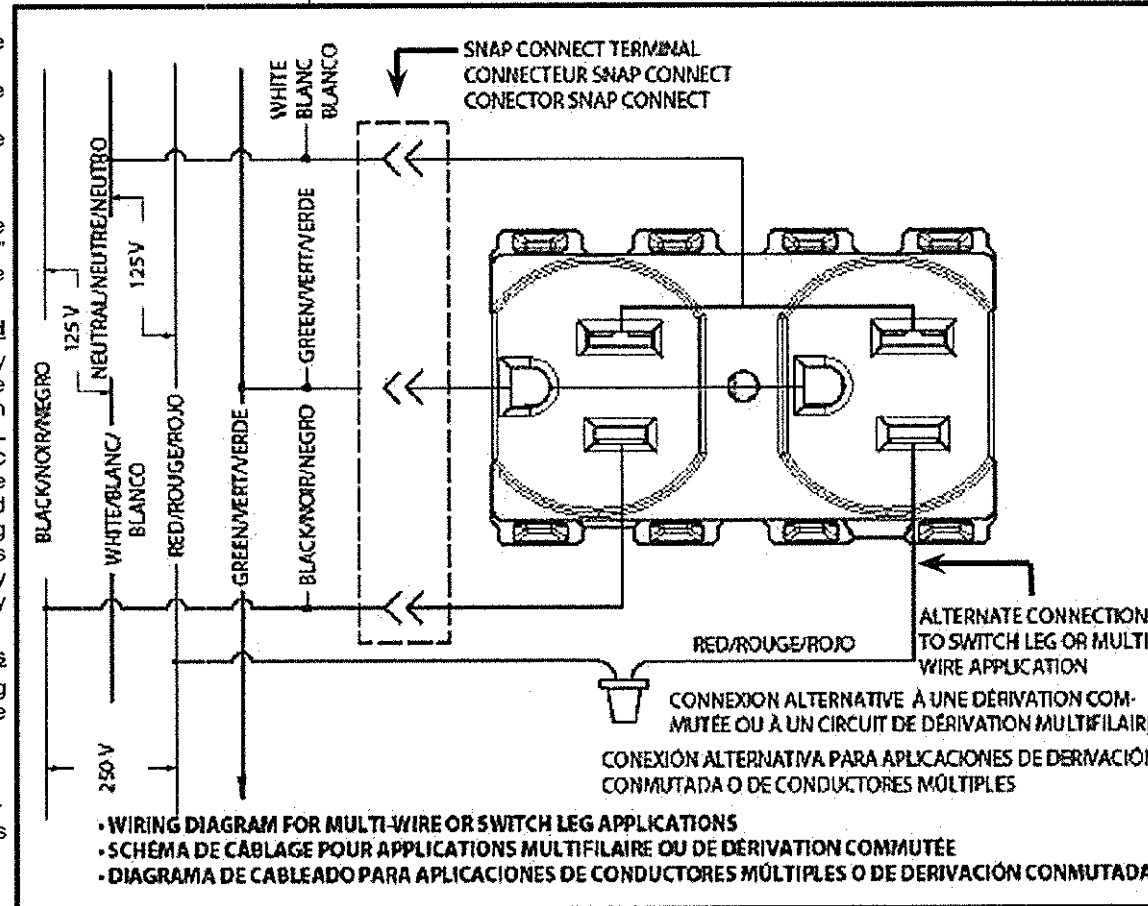 SNAP CONNECT TERMINAL
CONNECTEUR SNAP CONNECT
CONECTOR SNAP CONNECT
WHITE
BLANC
BLANCO
NEUTRAL/NEUTRE/NEUTRO
125 V
125 V
GREEN/VERT/VERDE
BLACK/NOIR/NEGRO
WHITE/BLANC/
BLANCO
RED/ROUGE/ROJO
GREEN/VERT/VERDE
BLACK/NOIR/NEGRO
250 V
RED/ROUGE/ROJO
ALTERNATE CONNECTION
TO SWITCH LEG OR MULTI
WIRE APPLICATION
CONNEXION ALTERNATIVE À UNE DÉRIVATION COM-
MUTÉE OU À UN CIRCUIT DE DÉRIVATION MULTIFILAIR
CONEXIÓN ALTERNATIVA PARA APLICACIONES DE DERIVACIÓN
CONMUTADA O DE CONDUCTORES MÚLTIPLES
• WIRING DIAGRAM FOR MULTI-WIRE OR SWITCH LEG APPLICATIONS
• SCHÉMA DE CÂBLAGE POUR APPLICATIONS MULTIFILAIRE OU DE DÉRIVATION COMMUTÉE
• DIAGRAMA DE CABLEADO PARA APLICACIONES DE CONDUCTORES MÚLTIPLES O DE DERIVACIÓN CONMUTADA